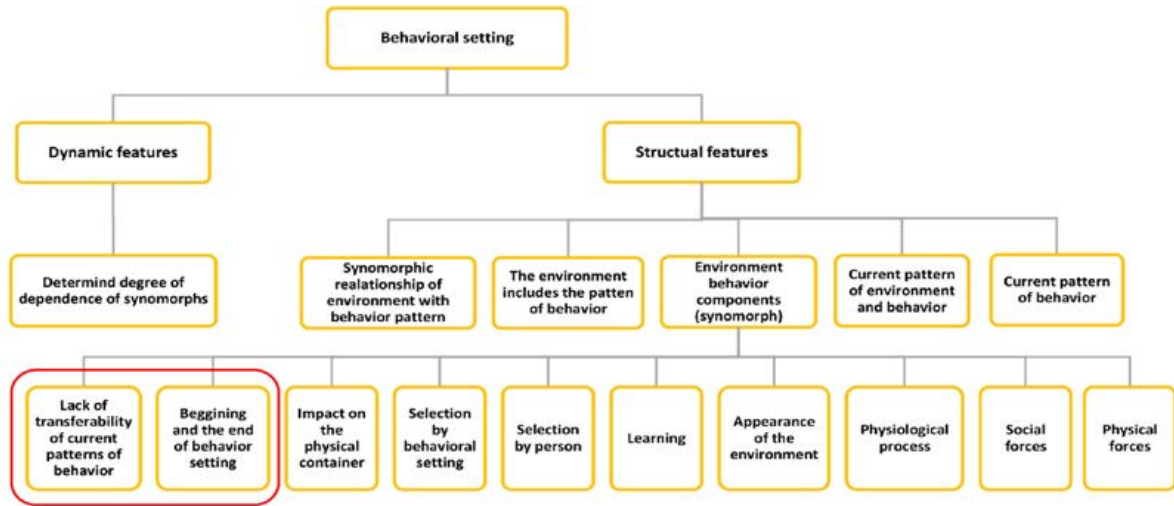 Behavioral setting
Dynamic features
Structual features
Determind degree of
dependence of synomorphs
Synomorphic
realationship of
environment with
behavior pattern
The environment
includes the patten
of behavior
Environment
behavior
components
(synomorph)
Current pattern
of environment
and behavior
Current pattern
of behavior
Lack of
transferability
of current
patterns of
behavior
Beggining
and the end
of behavior
setting
Impact on
the
physical
container
Selection by
behavioral
setting
Selection
by person
Learning
Appearance
of the
environment
Physiological
process
Social
forces
Physical
forces